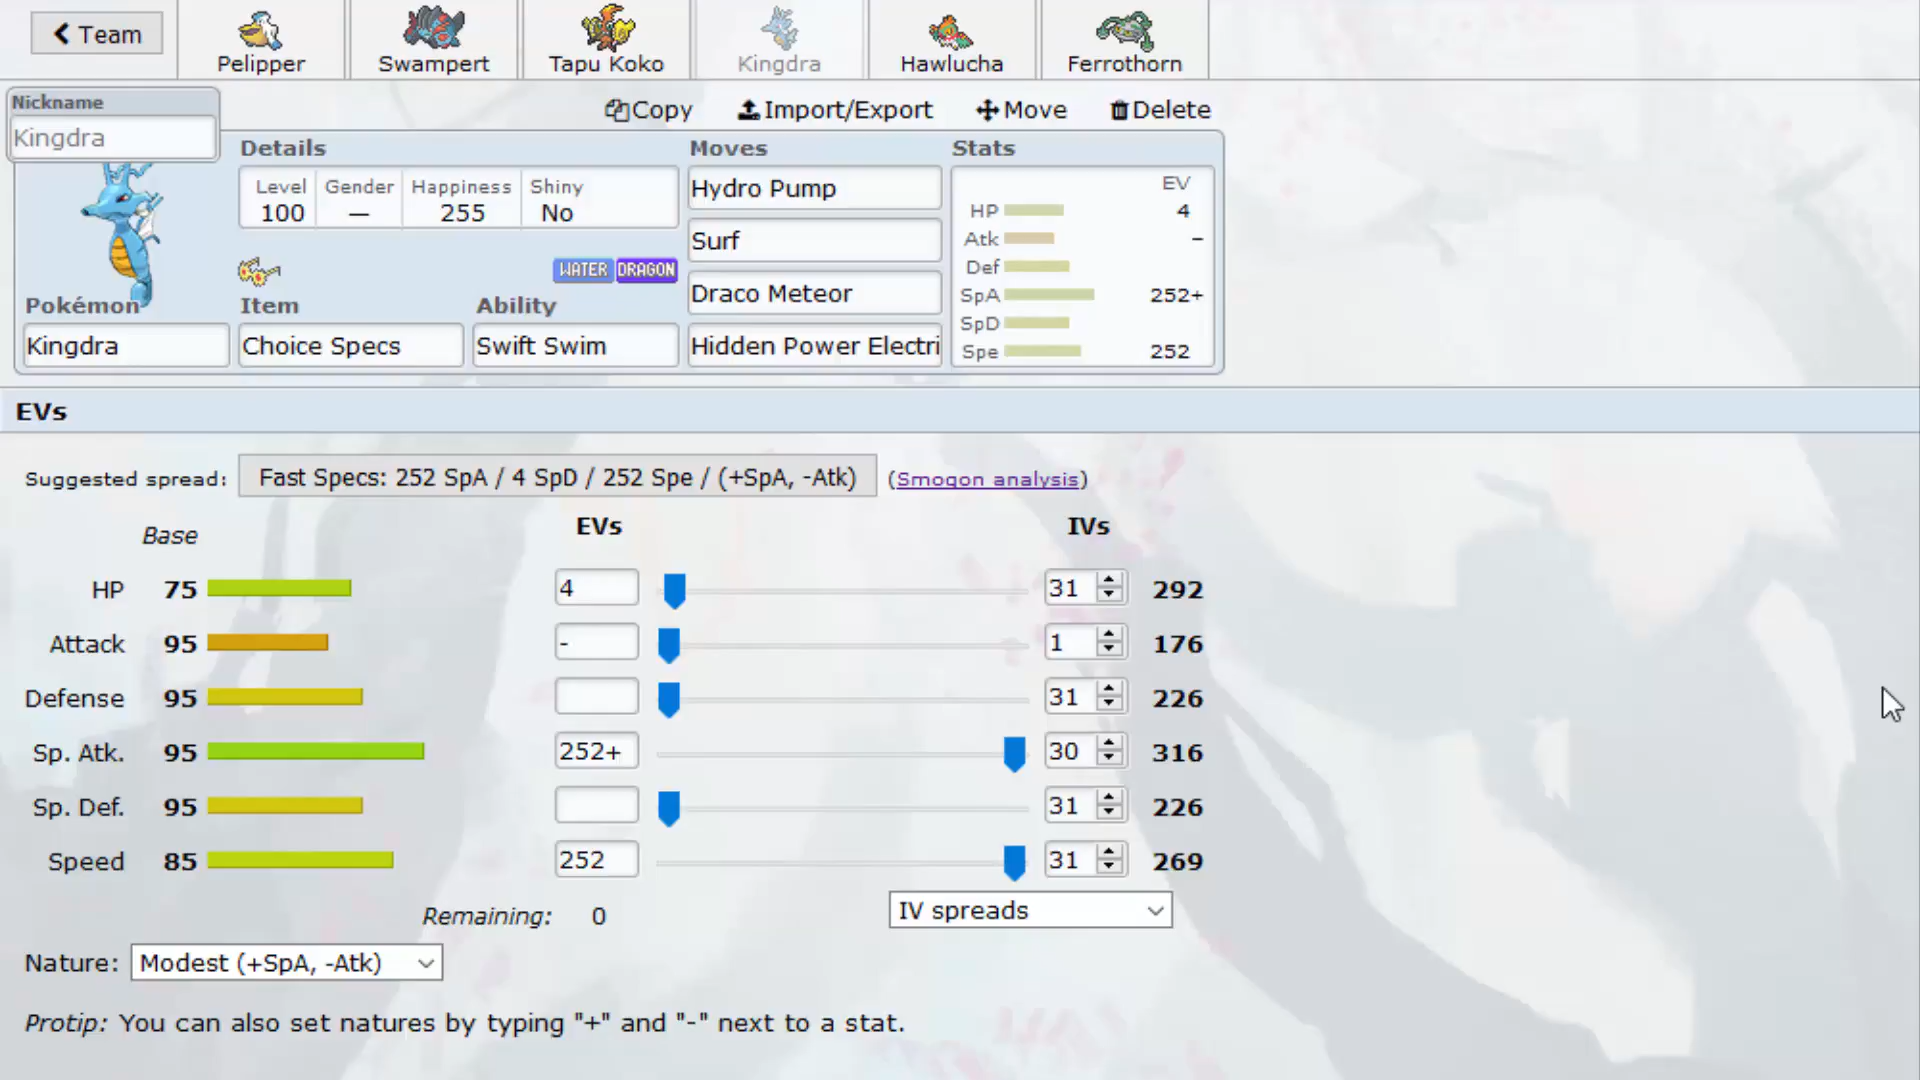 Team
Pelipper
Swampert
Tapu Koko
Kingdra
Hawlucha
Ferrothorn
Nickname
Kingdra
Copy
Import/Export
Move
Delete
Details
Moves
Stats
Level
100
Gender
—
Happiness
255
Shiny
No
WATER DRAGON
Pokémon
Kingdra
Item
Choice Specs
Ability
Swift Swim
Hydro Pump
Surf
Draco Meteor
Hidden Power Electri
EV
HP 4
Atk –
Def
SpA 252+
SpD
Spe 252
EVs
Suggested spread: Fast Specs: 252 SpA / 4 SpD / 252 Spe / (+SpA, -Atk) (Smogon analysis)
Base EVs IVs
HP 75 4 31 292
Attack 95 - 1 176
Defense 95 31 226
Sp. Atk. 95 252+ 30 316
Sp. Def. 95 31 226
Speed 85 252 31 269
Remaining: 0 IV spreads
Nature: Modest (+SpA, -Atk)
Protip: You can also set natures by typing "+" and "-" next to a stat.